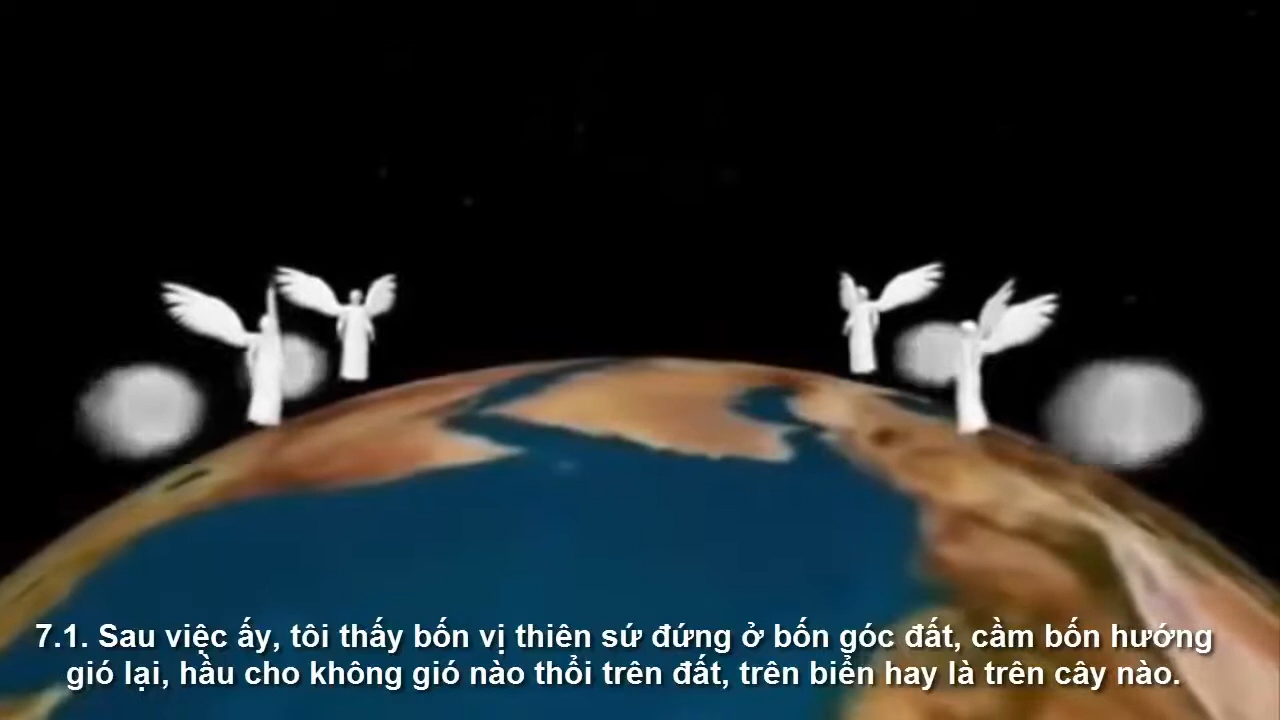 7.1. Sau việc ấy, tôi thấy bốn vị thiên sứ đứng ở bốn góc đất, cầm bốn hướng
gió lại, hầu cho không gió nào thổi trên đất, trên biển hay là trên cây nào.